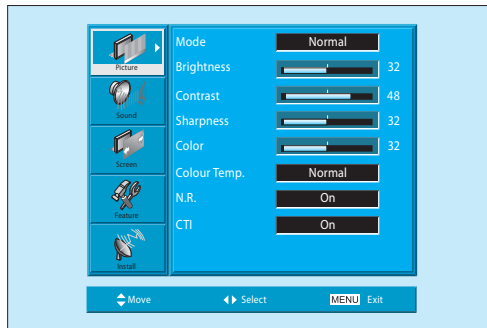 Picture
Sound
Screen
Feature
Install
Mode Normal
Brightness 32
Contrast 48
Sharpness 32
Color 32
Colour Temp. Normal
N.R. On
CTI On
Move Select MENU Exit